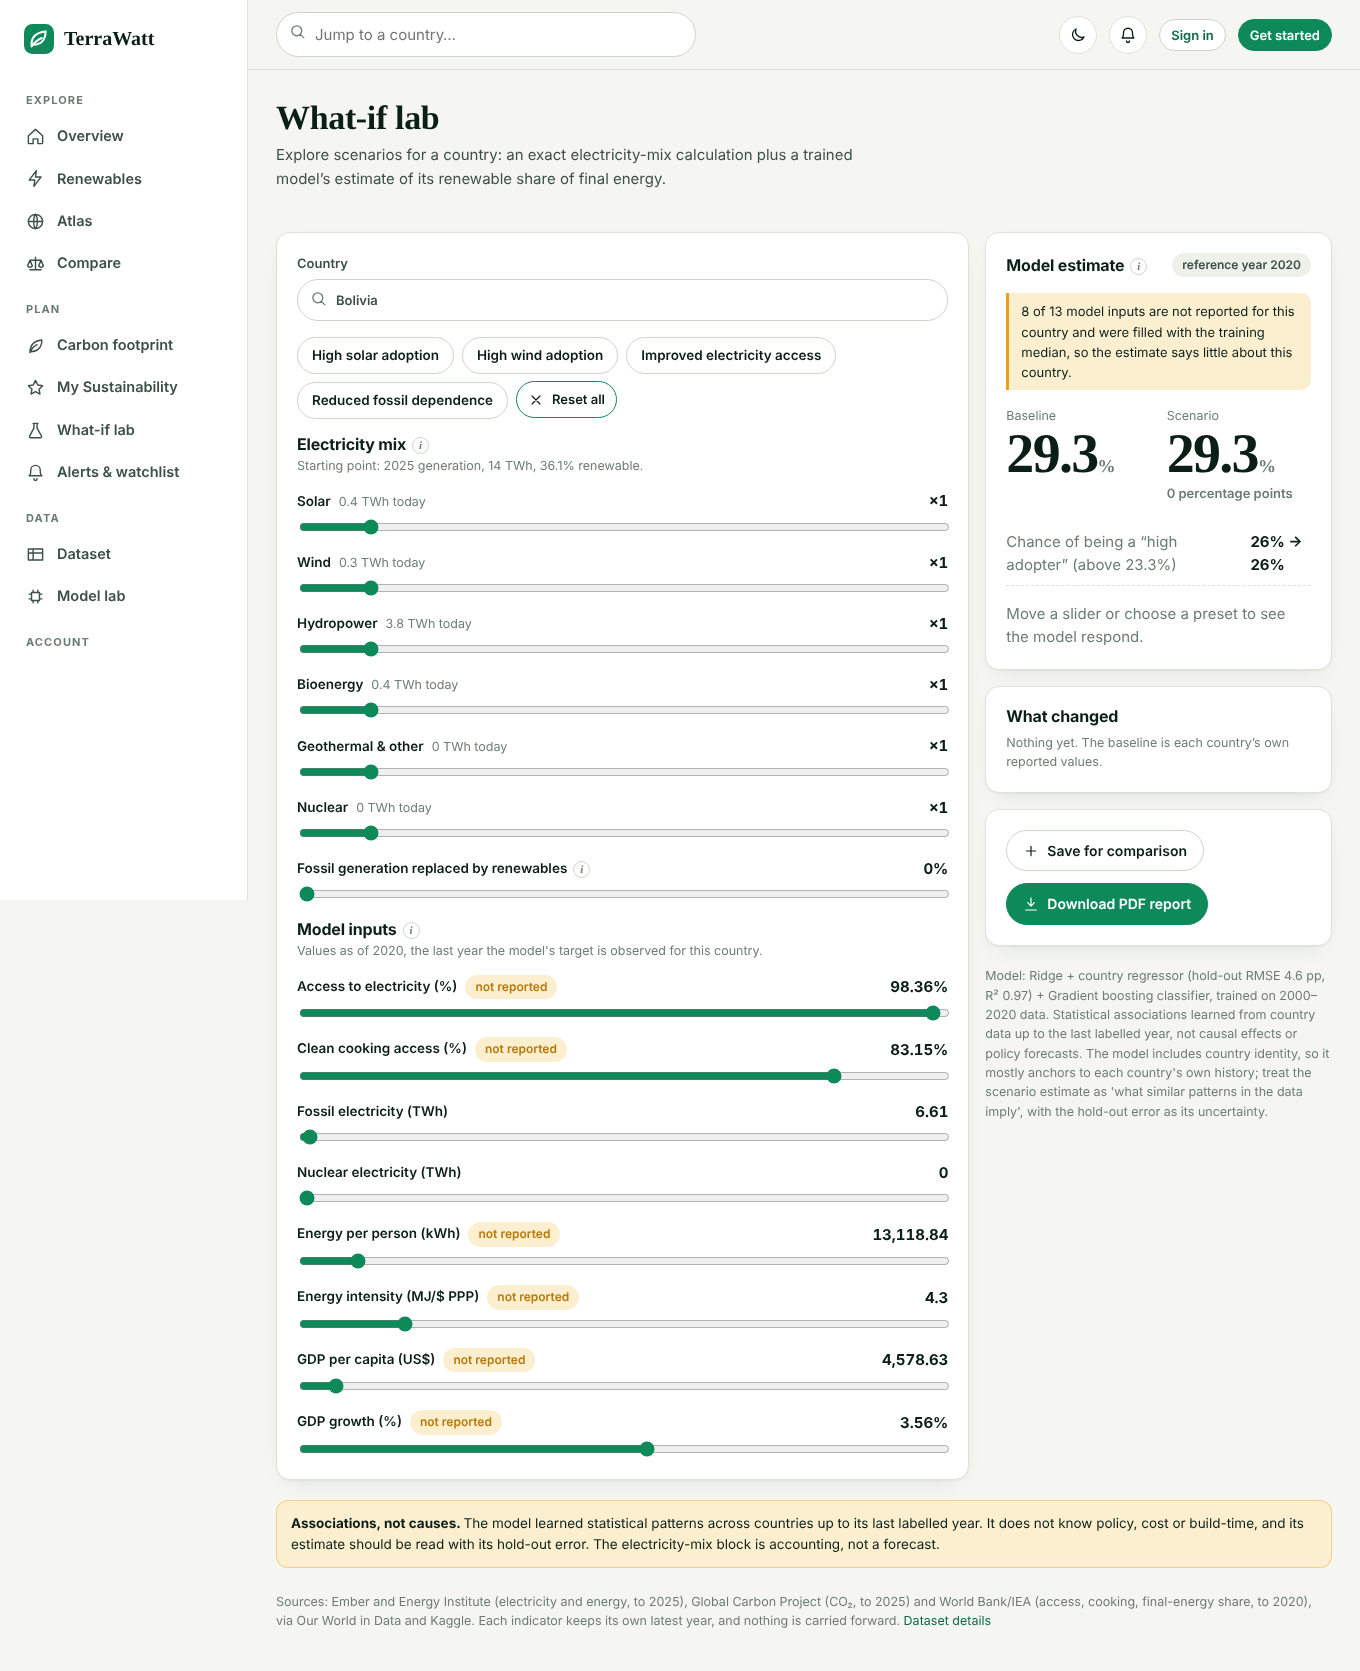 TerraWatt
EXPLORE
Overview
Renewables
Atlas
Compare
PLAN
Carbon footprint
My Sustainability
What-if lab
Alerts & watchlist
DATA
Dataset
Model lab
ACCOUNT
Jump to a country...
Sign in
Get started
What-if lab
Explore scenarios for a country: an exact electricity-mix calculation plus a trained
model’s estimate of its renewable share of final energy.
Country
Bolivia
High solar adoption
High wind adoption
Improved electricity access
Reduced fossil dependence
Reset all
Electricity mix i
Starting point: 2025 generation, 14 TWh, 36.1% renewable.
Solar 0.4 TWh today ×1
Wind 0.3 TWh today ×1
Hydropower 3.8 TWh today ×1
Bioenergy 0.4 TWh today ×1
Geothermal & other 0 TWh today ×1
Nuclear 0 TWh today ×1
Fossil generation replaced by renewables i 0%
Model inputs i
Values as of 2020, the last year the model's target is observed for this country.
Access to electricity (%) not reported 98.36%
Clean cooking access (%) not reported 83.15%
Fossil electricity (TWh) 6.61
Nuclear electricity (TWh) 0
Energy per person (kWh) not reported 13,118.84
Energy intensity (MJ/$ PPP) not reported 4.3
GDP per capita (US$) not reported 4,578.63
GDP growth (%) not reported 3.56%
Model estimate i reference year 2020
8 of 13 model inputs are not reported for this
country and were filled with the training
median, so the estimate says little about this
country.
Baseline
29.3%
Scenario
29.3%
0 percentage points
Chance of being a “high
adopter” (above 23.3%)
26% →
26%
Move a slider or choose a preset to see
the model respond.
What changed
Nothing yet. The baseline is each country’s own
reported values.
Save for comparison
Download PDF report
Model: Ridge + country regressor (hold-out RMSE 4.6 pp,
R² 0.97) + Gradient boosting classifier, trained on 2000–
2020 data. Statistical associations learned from country
data up to the last labelled year, not causal effects or
policy forecasts. The model includes country identity, so it
mostly anchors to each country's own history; treat the
scenario estimate as 'what similar patterns in the data
imply', with the hold-out error as its uncertainty.
Associations, not causes. The model learned statistical patterns across countries up to its last labelled year. It does not know policy, cost or build-time, and its
estimate should be read with its hold-out error. The electricity-mix block is accounting, not a forecast.
Sources: Ember and Energy Institute (electricity and energy, to 2025), Global Carbon Project (CO₂, to 2025) and World Bank/IEA (access, cooking, final-energy share, to 2020),
via Our World in Data and Kaggle. Each indicator keeps its own latest year, and nothing is carried forward. Dataset details